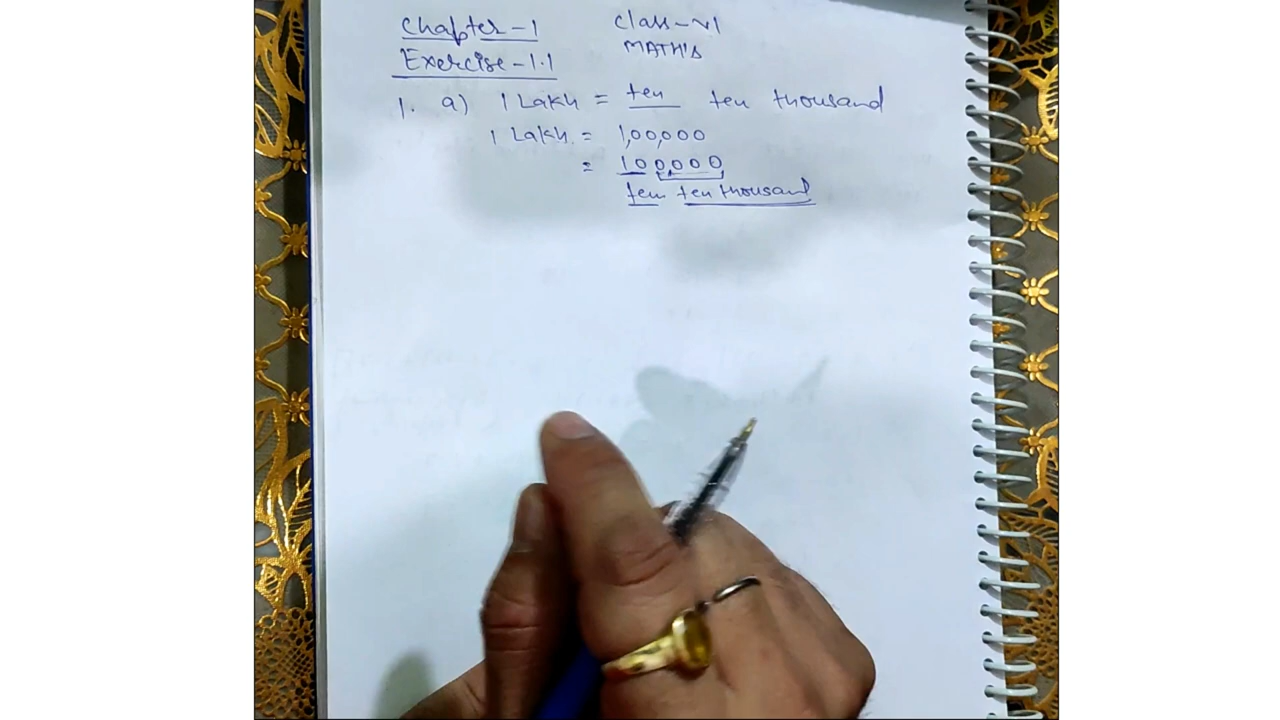 Chapter-1 Class-VI
Exercise-1.1 MATH's
1. a) 1 Lakh = ten ten thousand
1 Lakh. = 1,00,000
= 100,000
ten ten thousand